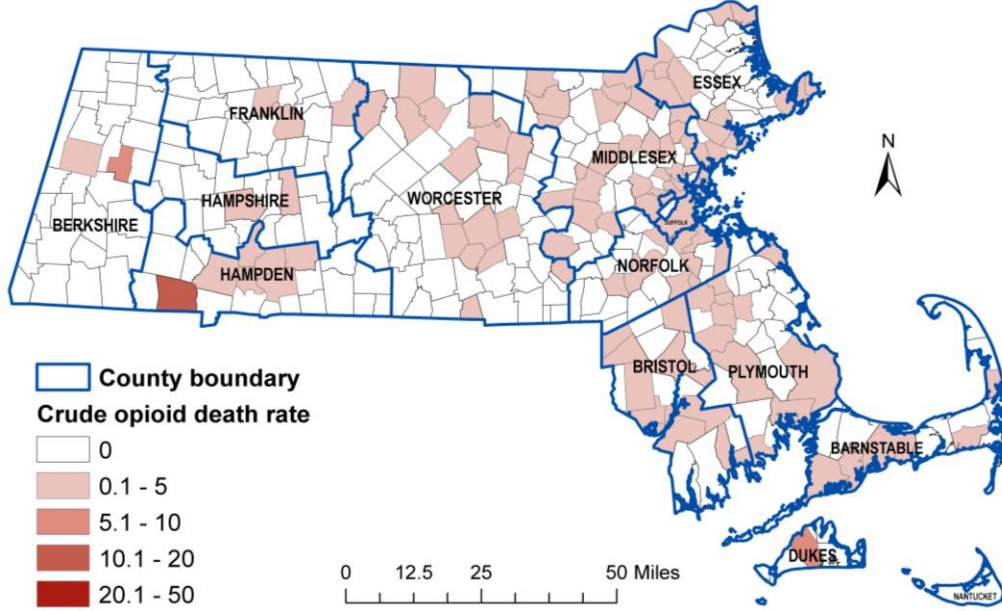 ESSEX
FRANKLIN
N
MIDDLESEX
HAMPSHIRE
WORCESTER
BERKSHIRE
SUFFOLK
HAMPDEN
NORFOLK
BRISTOL
PLYMOUTH
County boundary
Crude opioid death rate
0
0.1 - 5
5.1 - 10
10.1 - 20
20.1 - 50
BARNSTABLE
0 12.5 25 50 Miles
DUKES
NANTUCKET